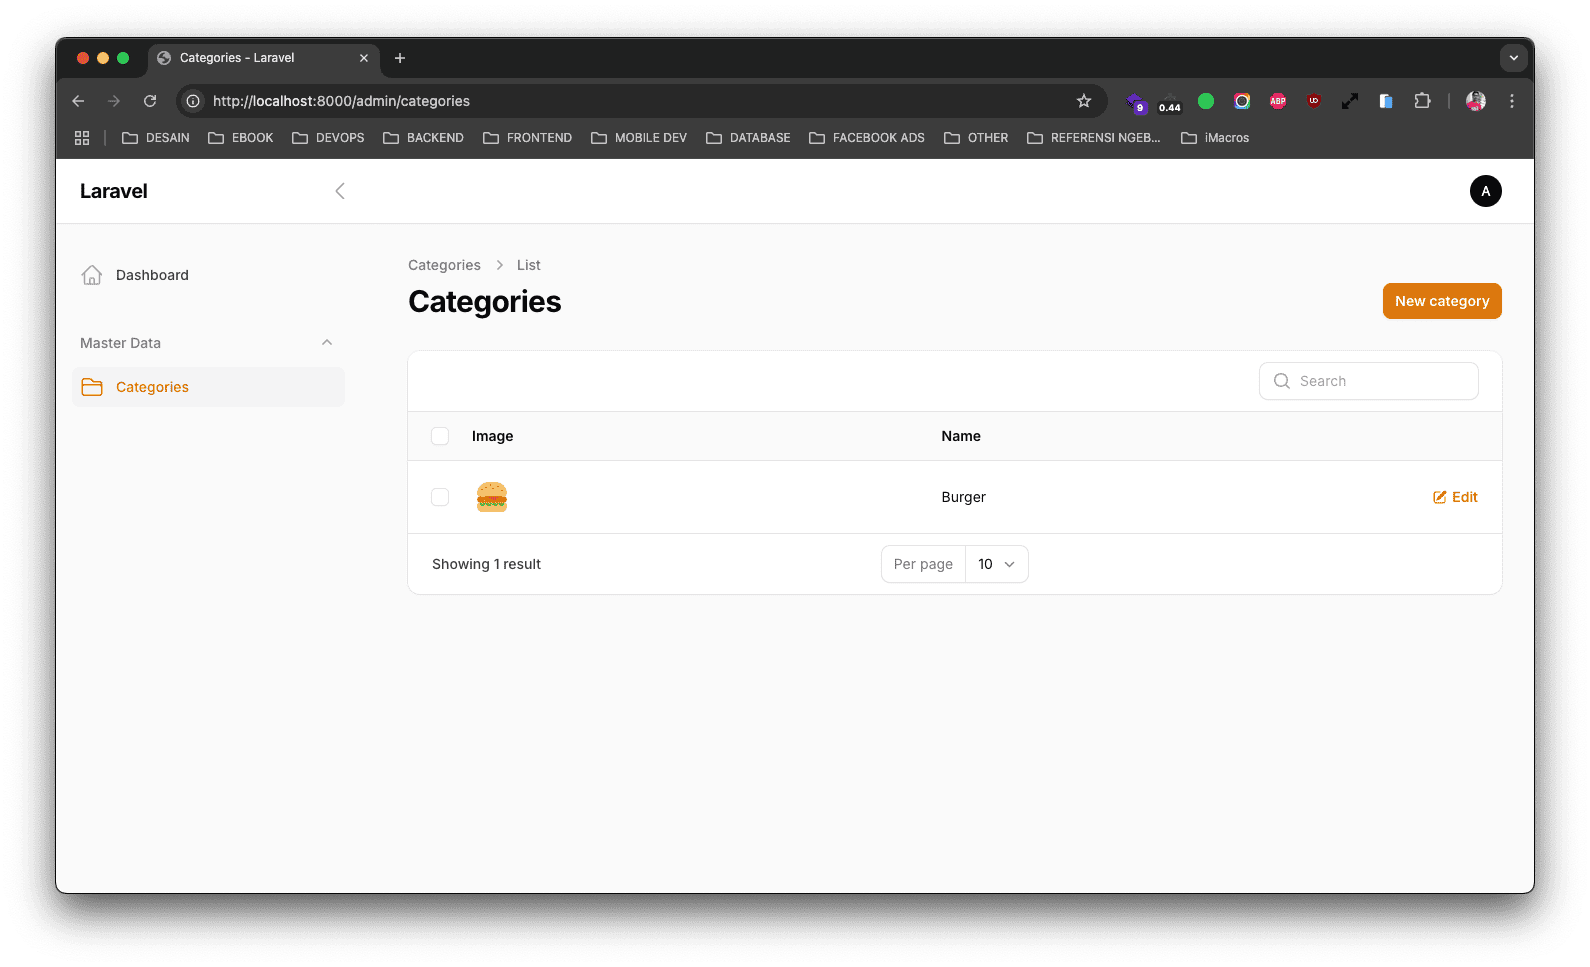 Categories - Laravel
http://localhost:8000/admin/categories
9
0.44
ABP
UO
DESAIN
EBOOK
DEVOPS
BACKEND
FRONTEND
MOBILE DEV
DATABASE
FACEBOOK ADS
OTHER
REFERENSI NGEB...
iMacros
Laravel
A
Dashboard
Master Data
Categories
Categories
List
Categories
New category
Search
Image
Name
Burger
Edit
Showing 1 result
Per page
10